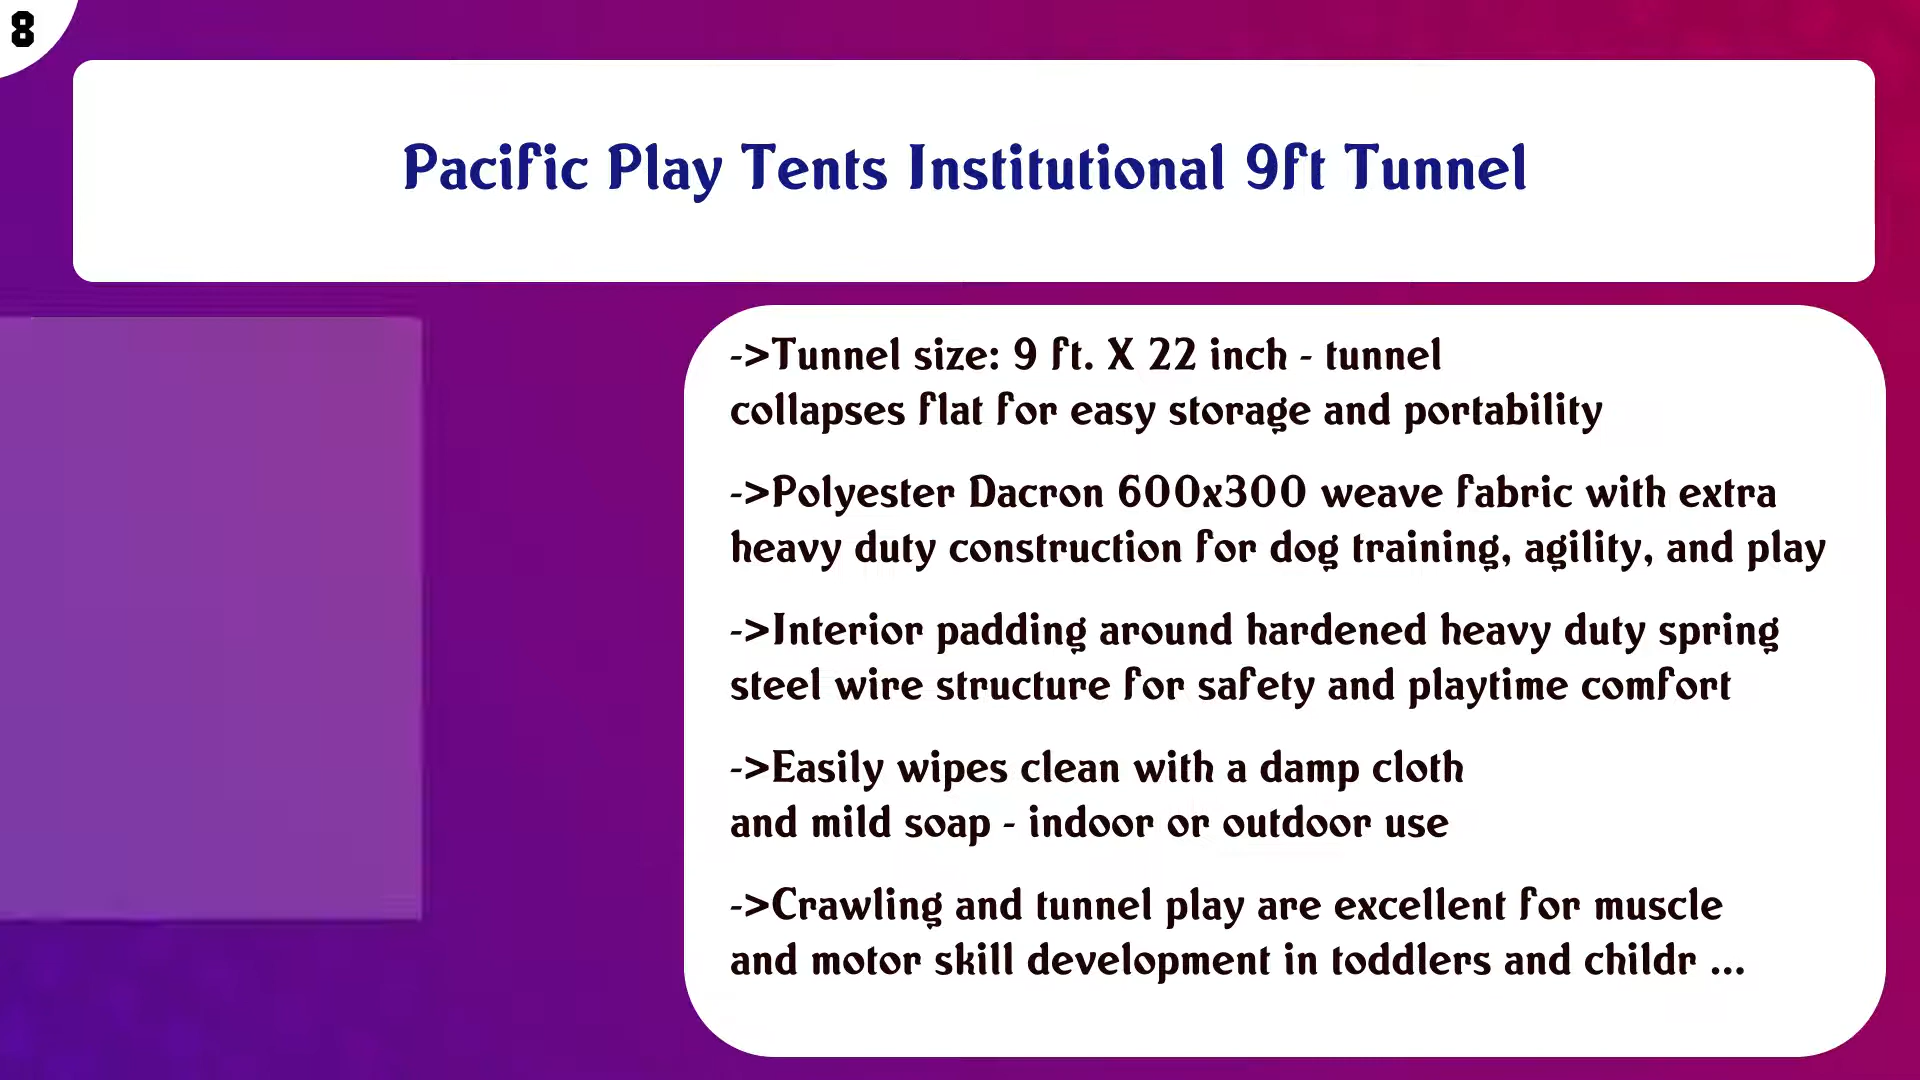 8
Pacific Play Tents Institutional 9ft Tunnel
->Tunnel size: 9 ft. X 22 inch - tunnel
collapses flat for easy storage and portability
->Polyester Dacron 600x300 weave fabric with extra
heavy duty construction for dog training, agility, and play
->Interior padding around hardened heavy duty spring
steel wire structure for safety and playtime comfort
->Easily wipes clean with a damp cloth
and mild soap - indoor or outdoor use
->Crawling and tunnel play are excellent for muscle
and motor skill development in toddlers and childr ...